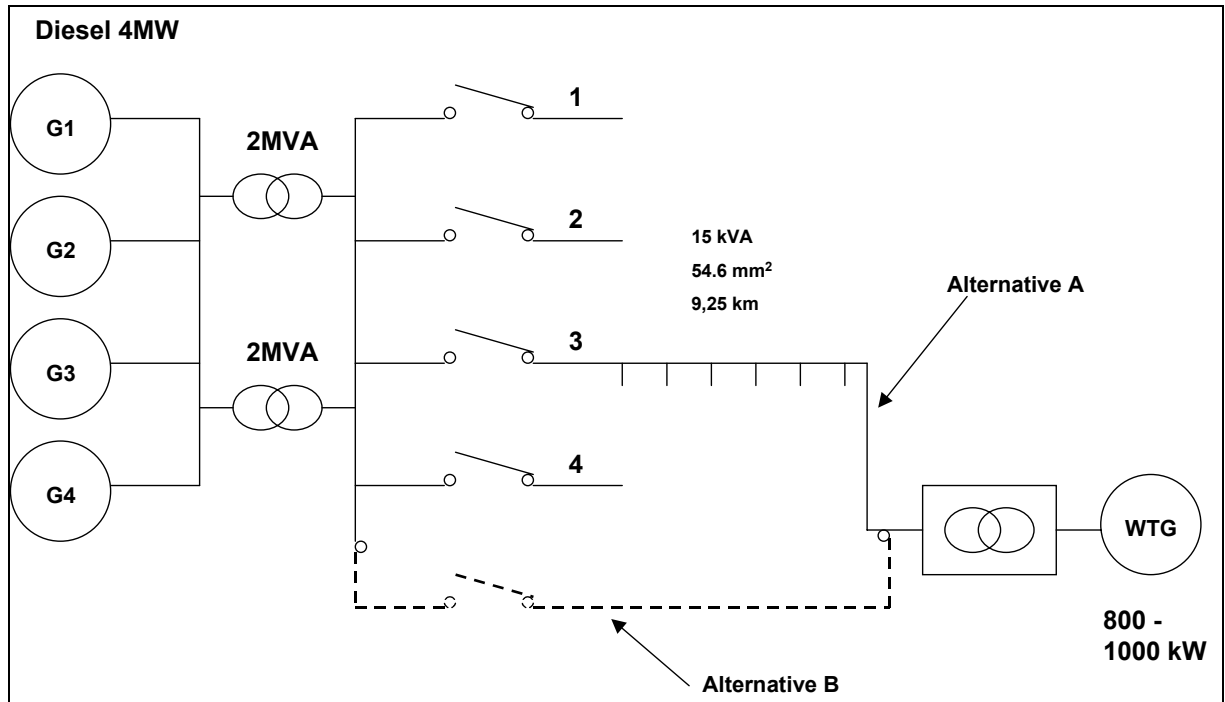 Diesel 4MW
G1
2MVA
1
G2
2
15 kVA
54.6 mm²
9,25 km
Alternative A
G3
2MVA
3
G4
4
WTG
800 -
1000 kW
Alternative B